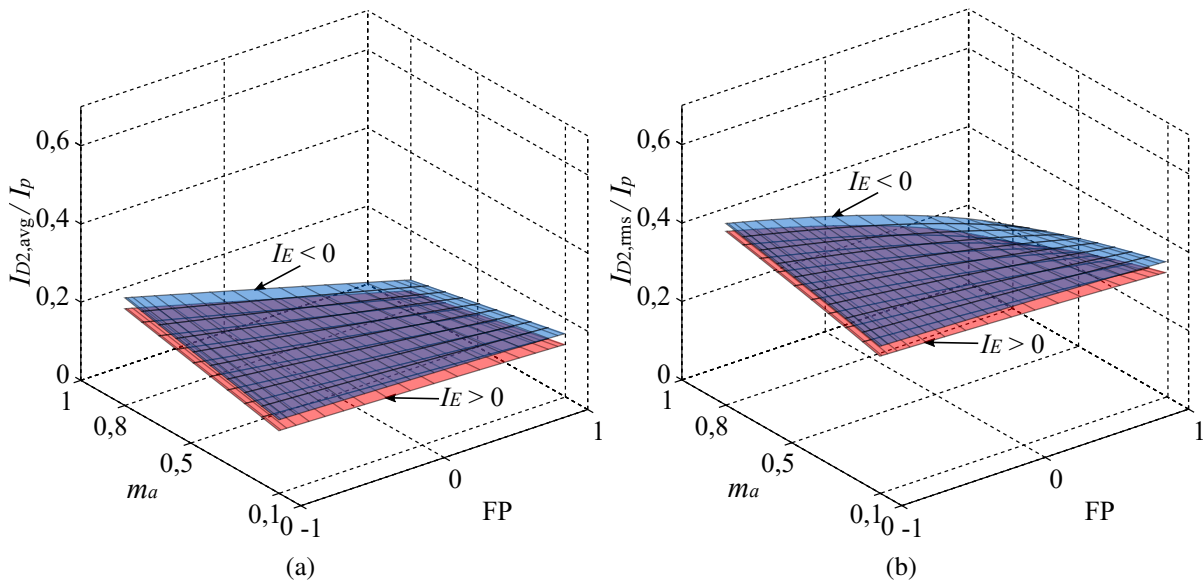 0,6
0,4
0,2
0
I_{D2,avg} / I_p
I_E < 0
I_E > 0
1
0,8
0,5
0,1
0
m_a
-1
0
1
FP
(a)
0,6
0,4
0,2
0
I_{D2,rms} / I_p
I_E < 0
I_E > 0
1
0,8
0,5
0,1
0
m_a
-1
0
1
FP
(b)